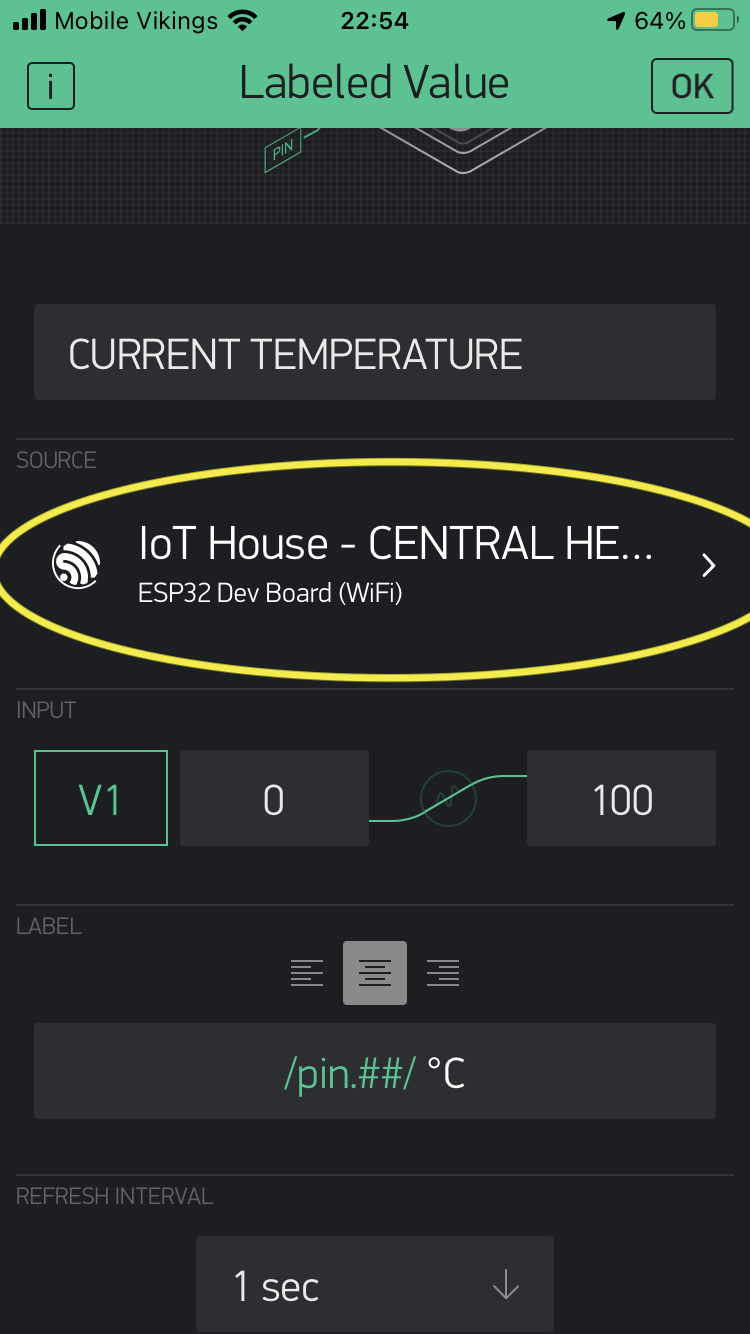 Mobile Vikings 22:54 64%
i Labeled Value OK
PIN
CURRENT TEMPERATURE
SOURCE
IoT House - CENTRAL HE...
ESP32 Dev Board (WiFi)
INPUT
V1 0 100
LABEL
/pin.##/ °C
REFRESH INTERVAL
1 sec